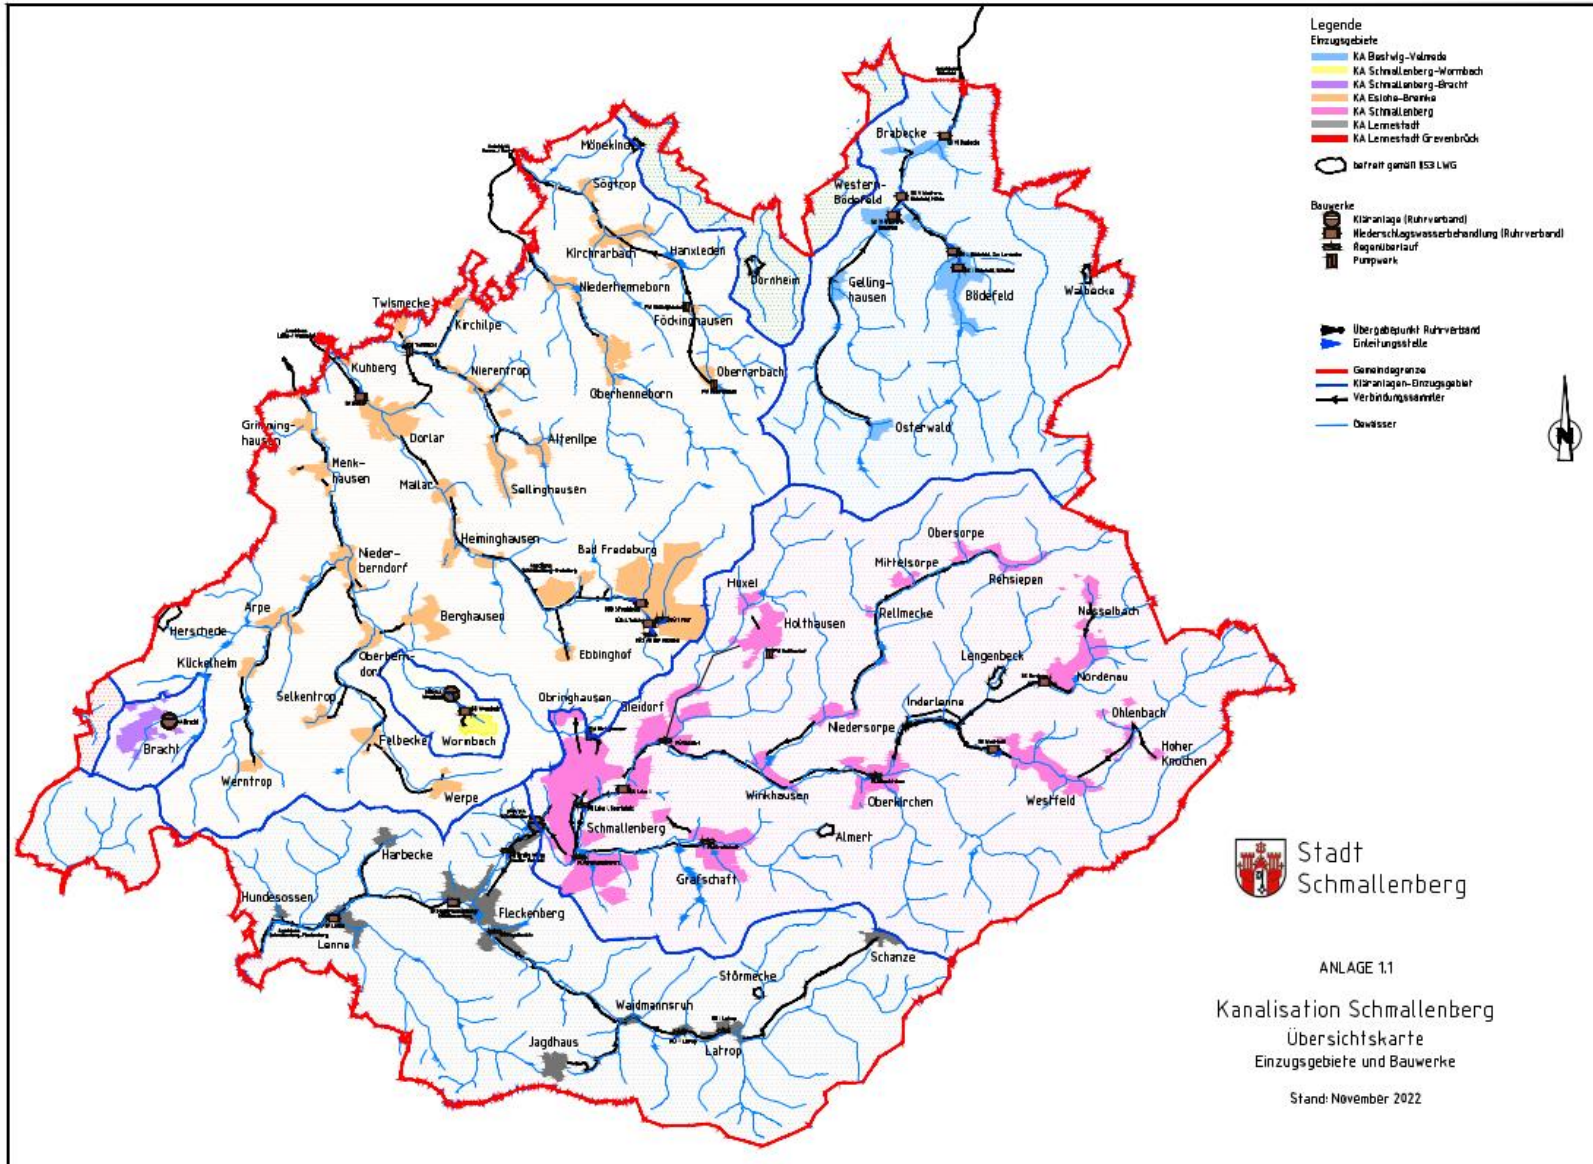 Legende
Einzugsgebiete
KA Bestwig-Velmede
KA Schmallenberg-Wormbach
KA Schmallenberg-Bracht
KA Eslohe-Bremke
KA Schmallenberg
KA Lennestadt
KA Lennestadt Grevenbrück
befreit gemäß §53 LWG
Bauwerke
Kläranlage (Ruhrverband)
Niederschlagswasserbehandlung (Ruhrverband)
Regenüberlauf
Pumpwerk
Übergabepunkt Ruhrverband
Einleitungsstelle
Gemeindegrenze
Kläranlagen-Einzugsgebiet
Verbindungssammler
Gewässer
N
Mönekind
Brabecke
Sögtrop
Western-
Bödefeld
Kirchrarbach
Hanxleden
Dornheim
Niederhenneborn
Gelling-
hausen
Bödefeld
Walbecke
Twismecke
Kirchilpe
Föckinghausen
Kuhberg
Nierentrop
Oberrarbach
Oberhenneborn
Grimming-
hausen
Dorlar
Altenilpe
Osterwald
Menk-
hausen
Mailar
Sellinghausen
Heiminghausen
Bad Fredeburg
Obersorpe
Nieder-
berndorf
Mittelsorpe
Rehsiepen
Huxel
Arpe
Berghausen
Rellmecke
Nesselbach
Holthausen
Herschede
Ebbinghof
Lengenbeck
Kückelheim
Oberbern-
dorf
Nordenau
Selkentrop
Obringhausen
Gleidorf
Inderlenne
Ohlenbach
Niedersorpe
Bracht
Felbecke
Wormbach
Hoher
Knochen
Werntrop
Werpe
Winkhausen
Oberkirchen
Westfeld
Schmallenberg
Almert
Harbecke
Grafschaft
Hundesossen
Fleckenberg
Lenne
Schanze
Störmecke
Waidmannsruh
Jagdhaus
Latrop
Stadt
Schmallenberg
ANLAGE 1.1
Kanalisation Schmallenberg
Übersichtskarte
Einzugsgebiete und Bauwerke
Stand: November 2022